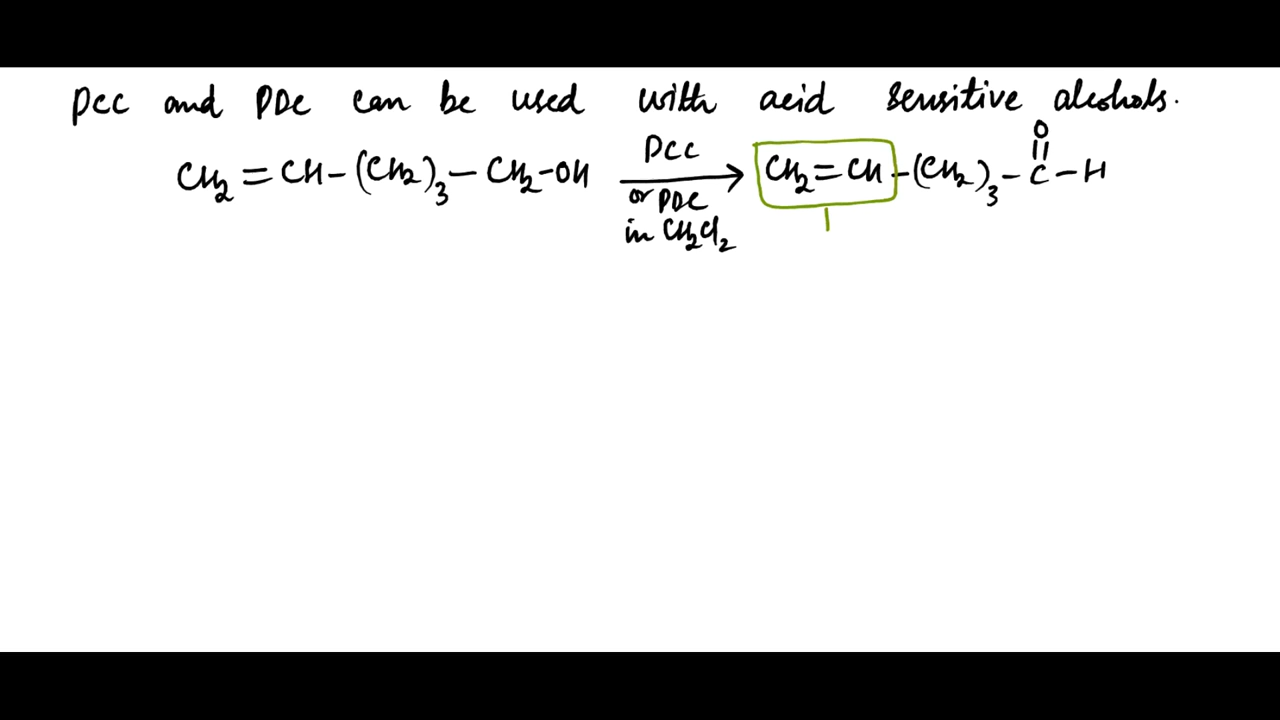 PCC and PDC can be used with acid sensitive alcohols.
CH₂=CH-(CH₂)₃-CH₂-OH PCC or PDC in CH₂Cl₂ → CH₂=CH-(CH₂)₃-C(=O)-H